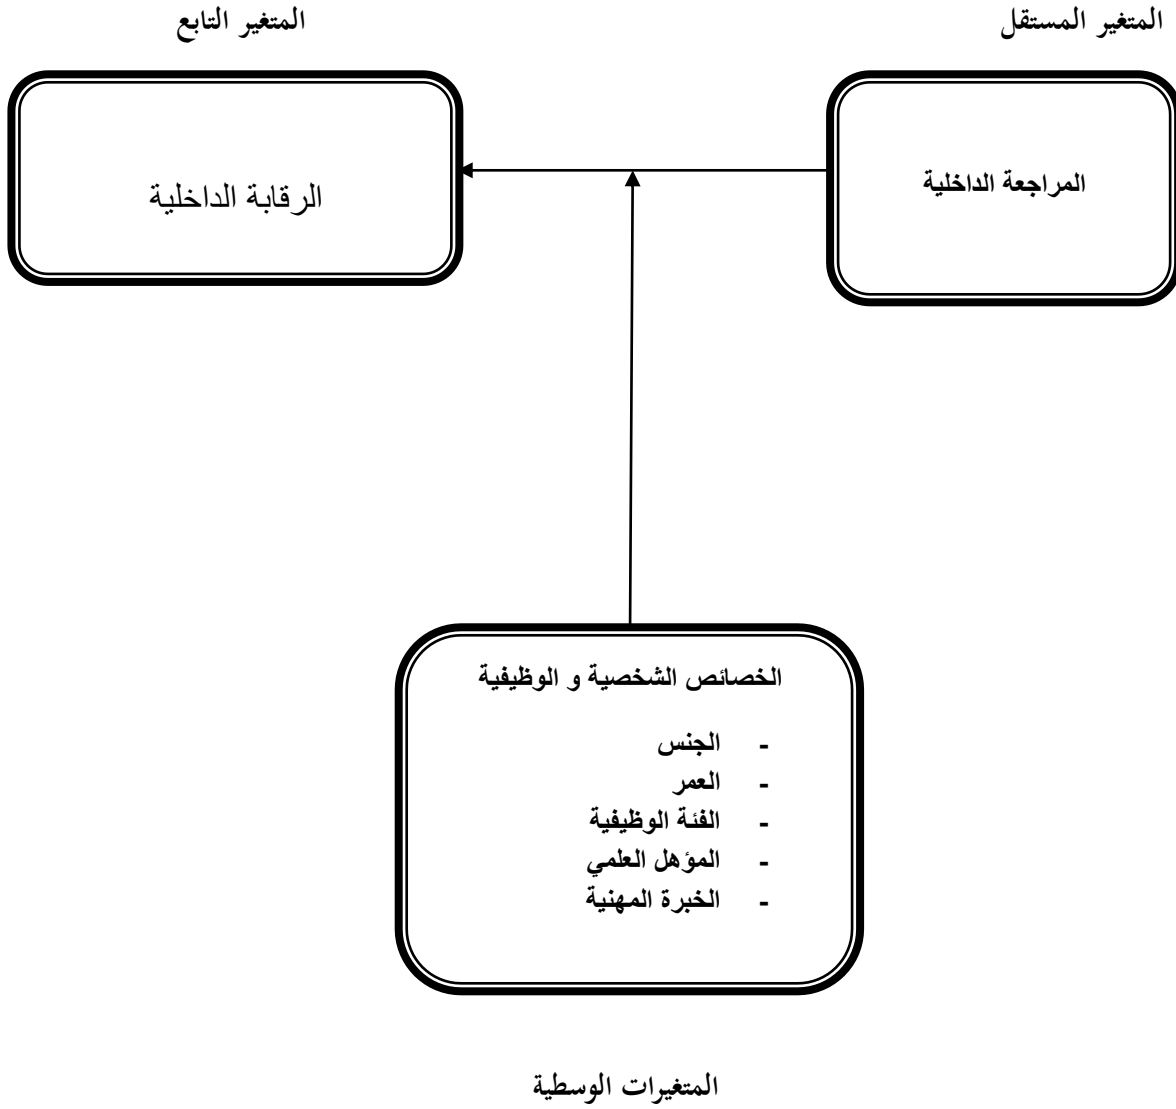 المتغير المستقل
المتغير التابع
المراجعة الداخلية
الرقابة الداخلية
الخصائص الشخصية و الوظيفية
- الجنس
- العمر
- الفئة الوظيفية
- المؤهل العلمي
- الخبرة المهنية
المتغيرات الوسطية